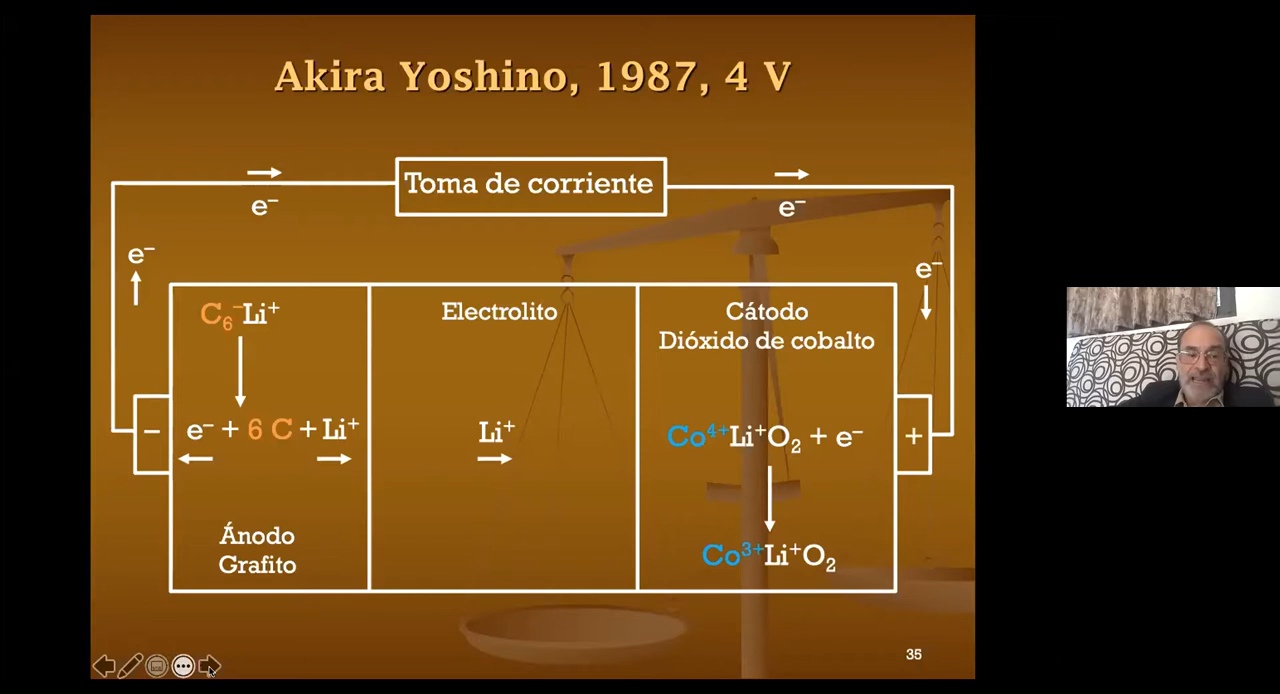 Akira Yoshino, 1987, 4 V
Toma de corriente
e⁻
e⁻
e⁻
e⁻
C₆⁻Li⁺
Electrolito
Cátodo
Dióxido de cobalto
− e⁻ + 6 C + Li⁺
Li⁺
Co⁴⁺Li⁺O₂ + e⁻
+
Ánodo
Grafito
Co³⁺Li⁺O₂
35